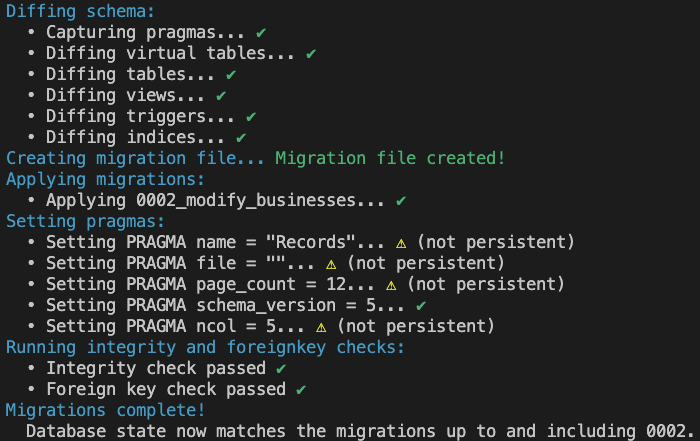 Diffing schema:
• Capturing pragmas... ✔
• Diffing virtual tables... ✔
• Diffing tables... ✔
• Diffing views... ✔
• Diffing triggers... ✔
• Diffing indices... ✔
Creating migration file... Migration file created!
Applying migrations:
• Applying 0002_modify_businesses... ✔
Setting pragmas:
• Setting PRAGMA name = "Records"... ⚠ (not persistent)
• Setting PRAGMA file = ""... ⚠ (not persistent)
• Setting PRAGMA page_count = 12... ⚠ (not persistent)
• Setting PRAGMA schema_version = 5... ✔
• Setting PRAGMA ncol = 5... ⚠ (not persistent)
Running integrity and foreignkey checks:
• Integrity check passed ✔
• Foreign key check passed ✔
Migrations complete!
Database state now matches the migrations up to and including 0002.